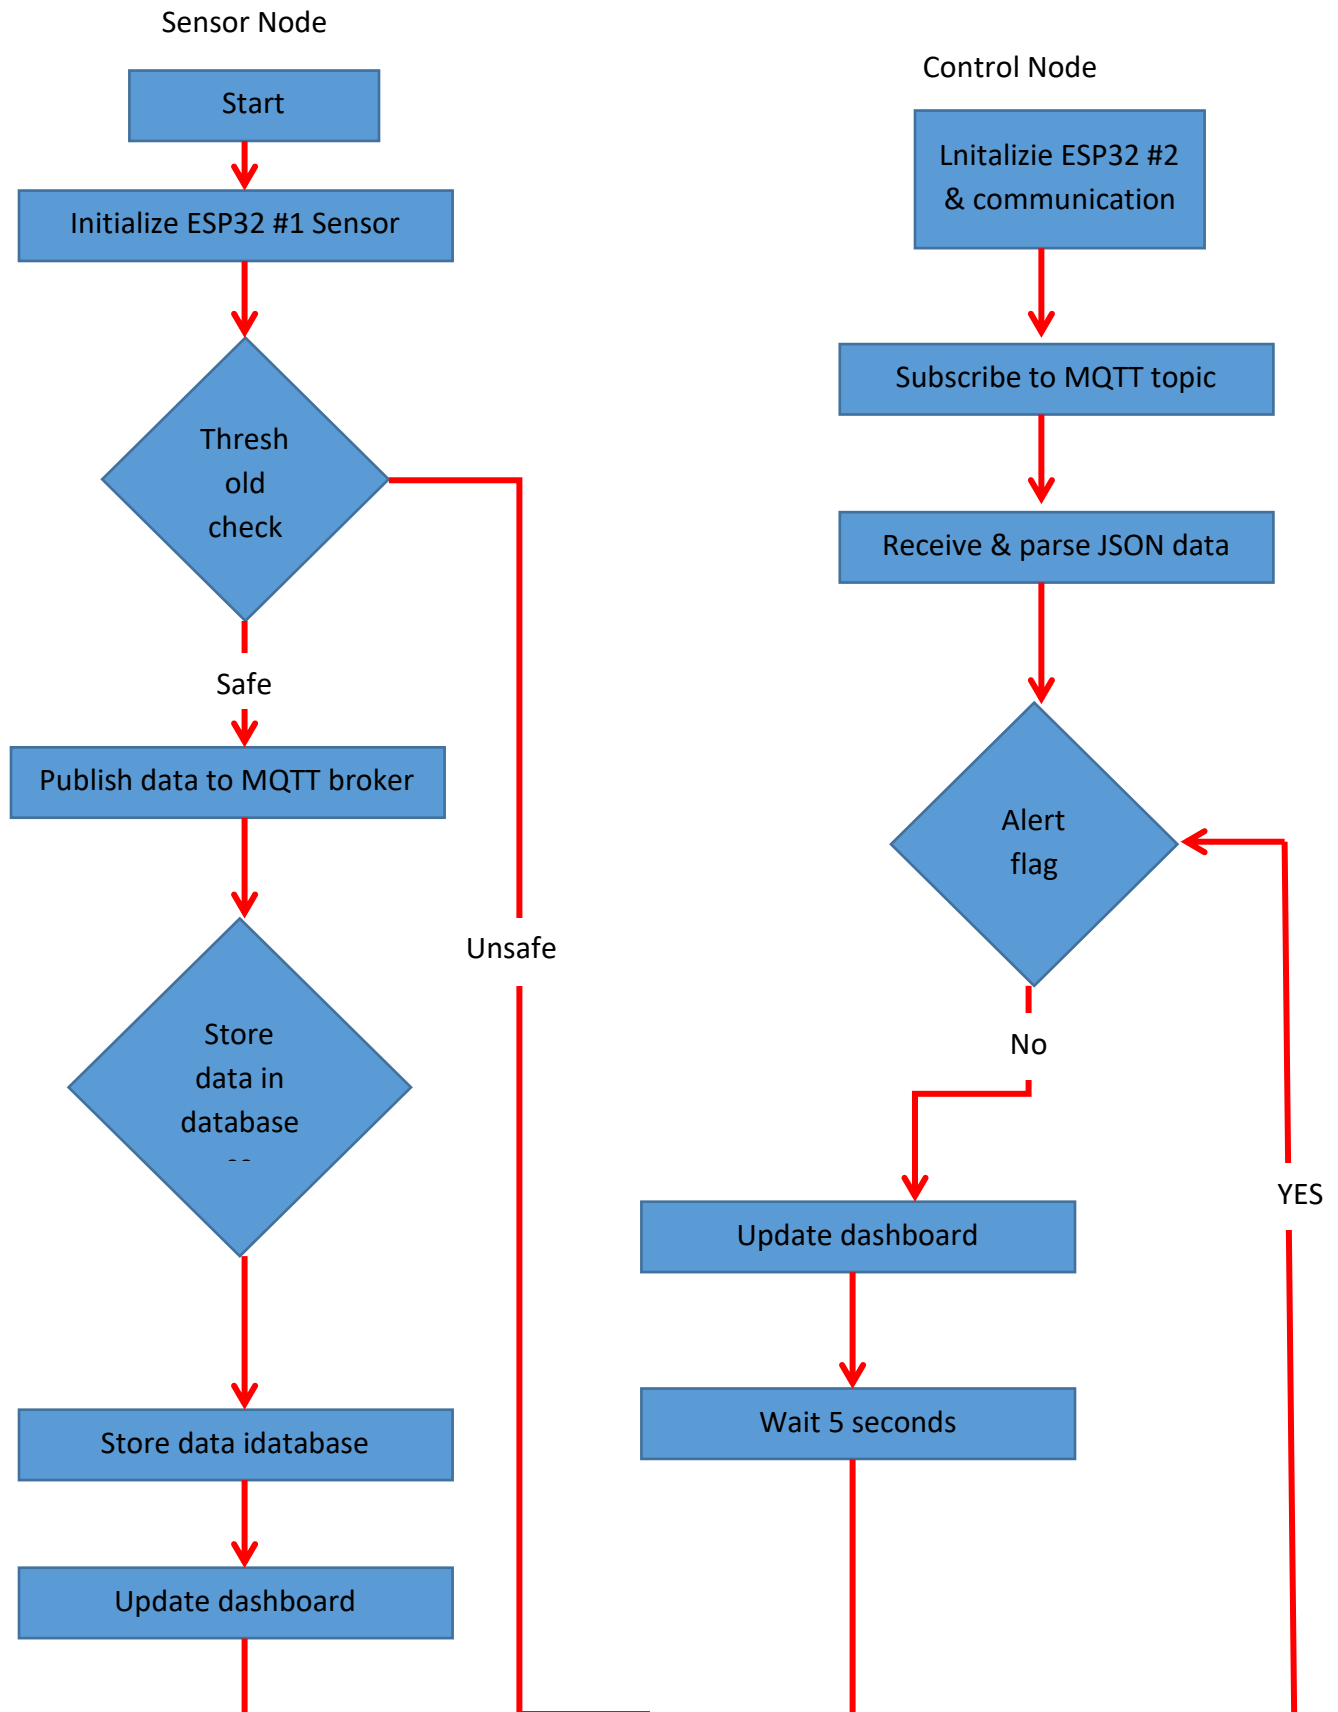 Sensor Node
Start
Initialize ESP32 #1 Sensor
Thresh
old
check
Safe
Publish data to MQTT broker
Unsafe
Store
data in
database
Store data idatabase
Update dashboard
Control Node
Lnitalizie ESP32 #2
& communication
Subscribe to MQTT topic
Receive & parse JSON data
Alert
flag
No
YES
Update dashboard
Wait 5 seconds